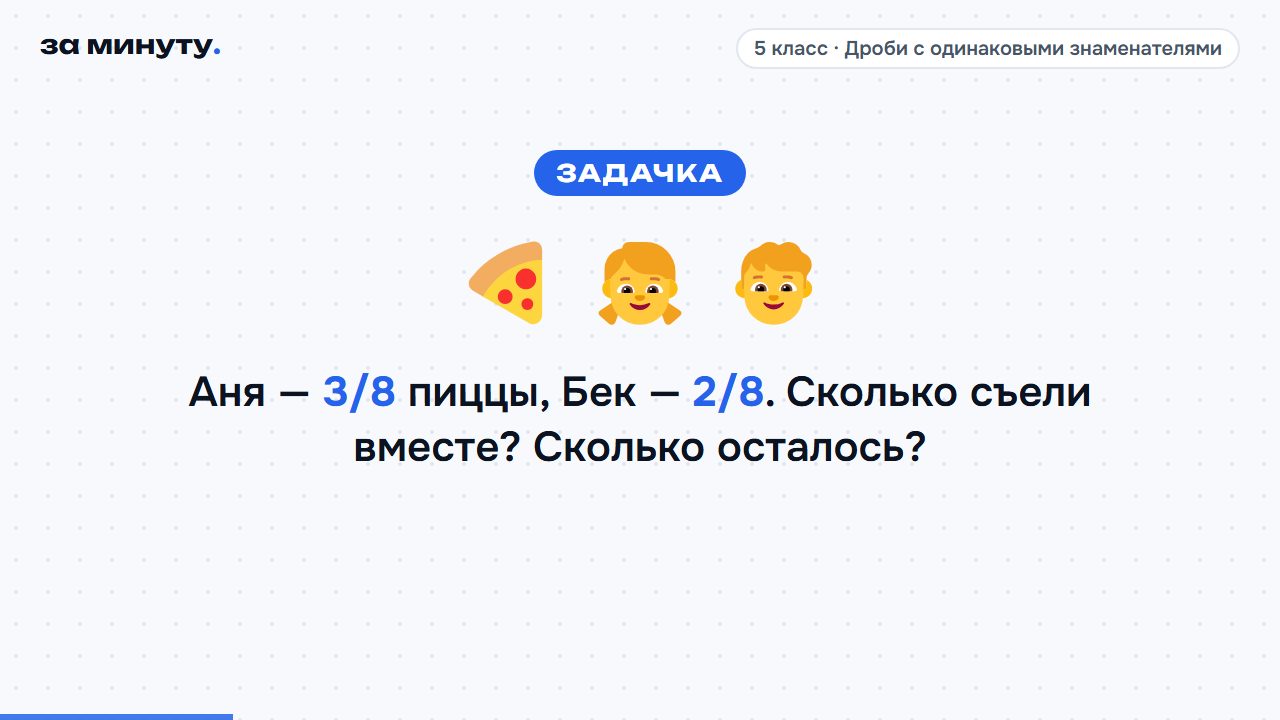 за минуту.
5 класс · Дроби с одинаковыми знаменателями
ЗАДАЧКА
Аня — 3/8 пиццы, Бек — 2/8. Сколько съели
вместе? Сколько осталось?